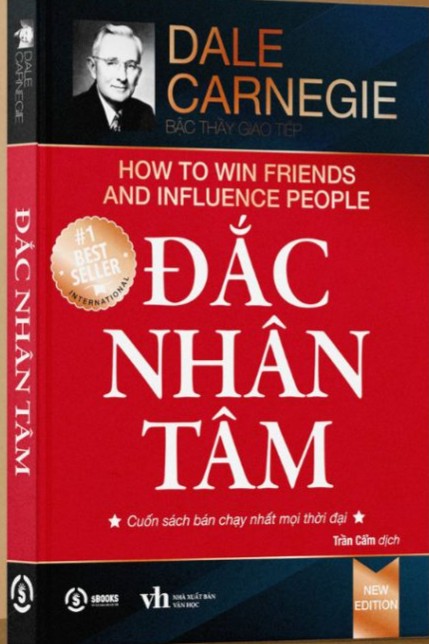 DALE
CARNEGIE
BẬC THẦY GIAO TIẾP
HOW TO WIN FRIENDS
AND INFLUENCE PEOPLE
#1
BEST
SELLER
INTERNATIONAL
ĐẮC
NHÂN
TÂM
Cuốn sách bán chạy nhất mọi thời đại
Trần Cẩm dịch
NEW
EDITION
SBOOKS
vh NHÀ XUẤT BẢN
VĂN HỌC
DALE
CARNEGIE
ĐẮC NHÂN TÂM